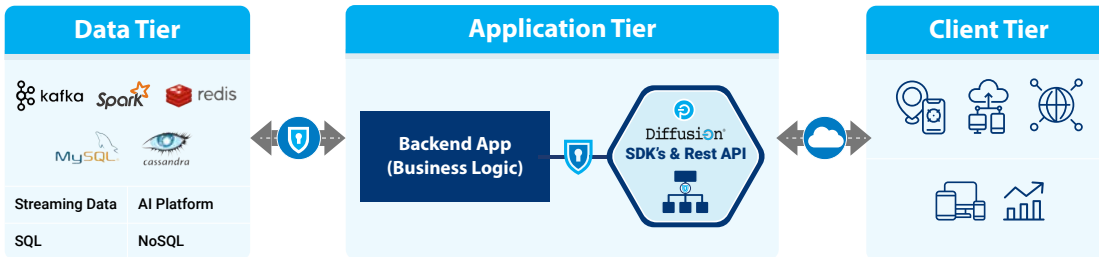 Data Tier
kafka Spark redis
MySQL cassandra
Streaming Data AI Platform
SQL NoSQL
Application Tier
Backend App
(Business Logic)
Diffusion®
SDK's & Rest API
Client Tier